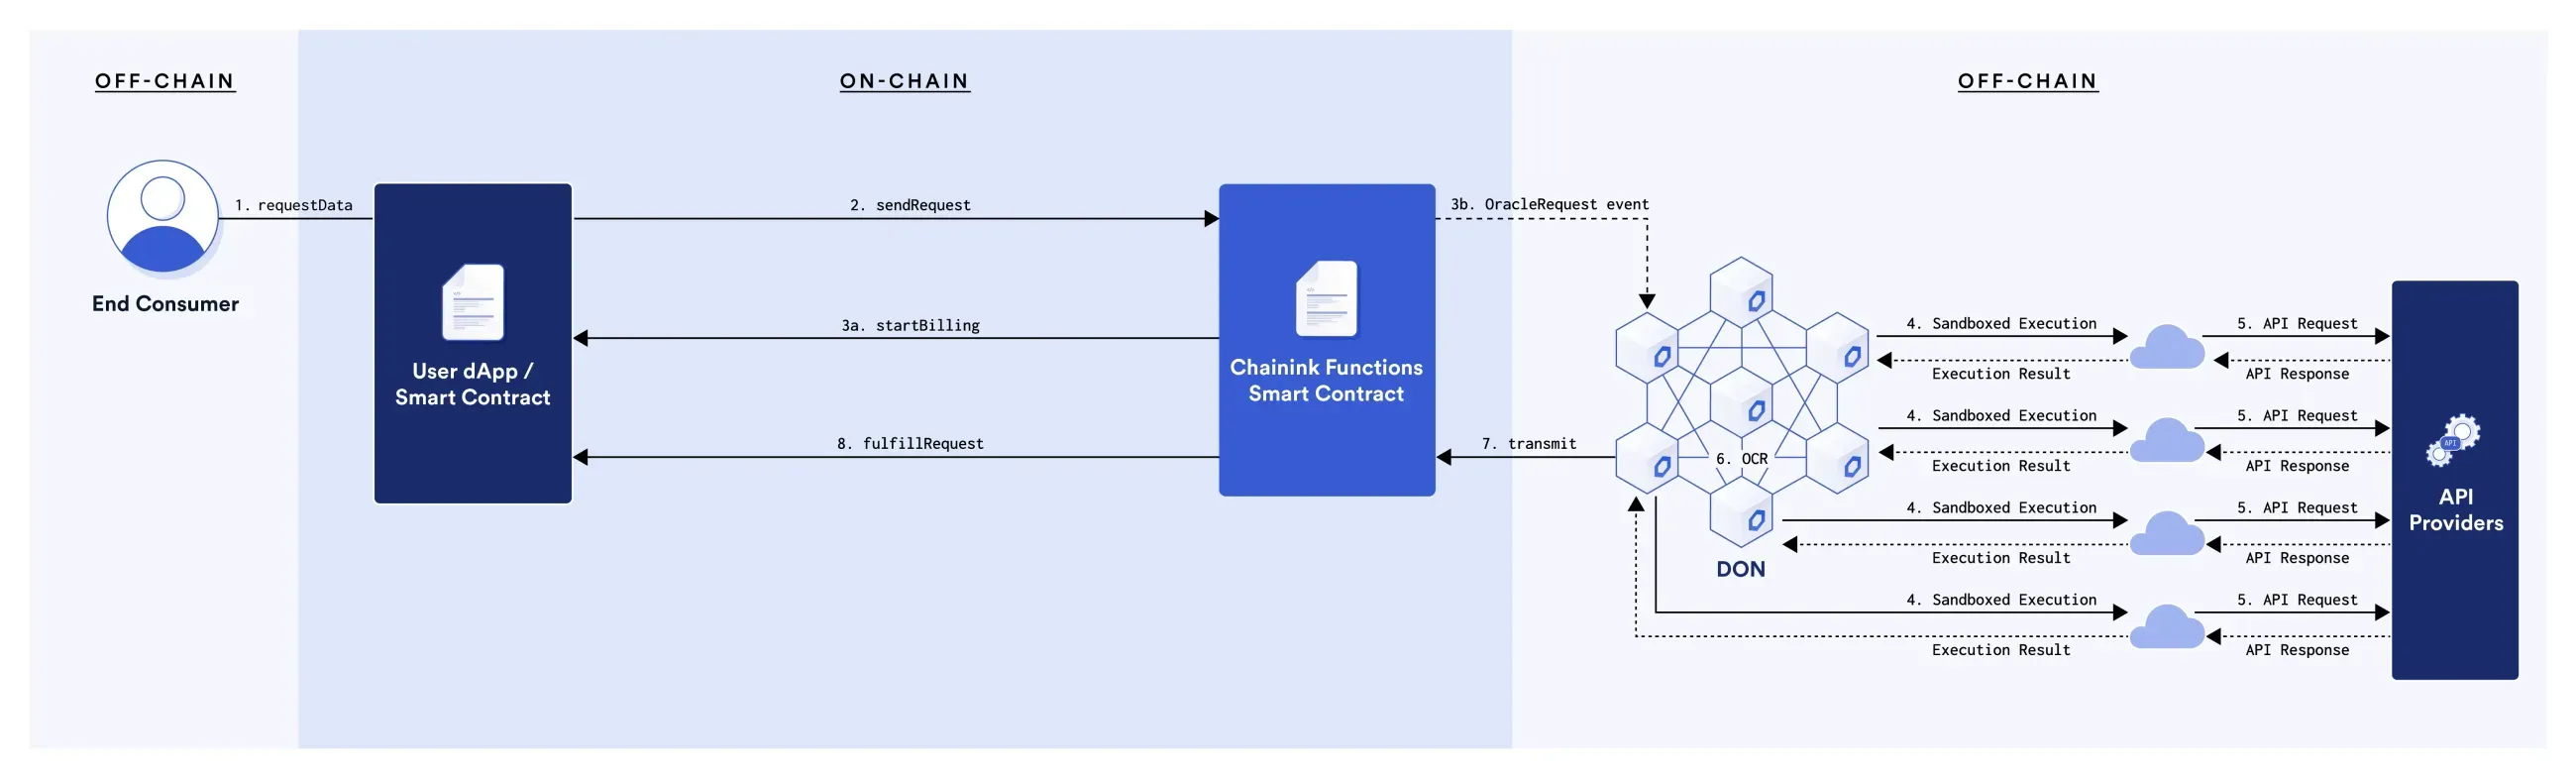 OFF-CHAIN
ON-CHAIN
OFF-CHAIN
1. requestData
End Consumer
User dApp /
Smart Contract
2. sendRequest
3a. startBilling
8. fulfillRequest
Chainink Functions
Smart Contract
3b. OracleRequest event
7. transmit
6. OCR
DON
4. Sandboxed Execution
Execution Result
5. API Request
API Response
4. Sandboxed Execution
Execution Result
5. API Request
API Response
4. Sandboxed Execution
Execution Result
5. API Request
API Response
4. Sandboxed Execution
Execution Result
5. API Request
API Response
API
API
Providers